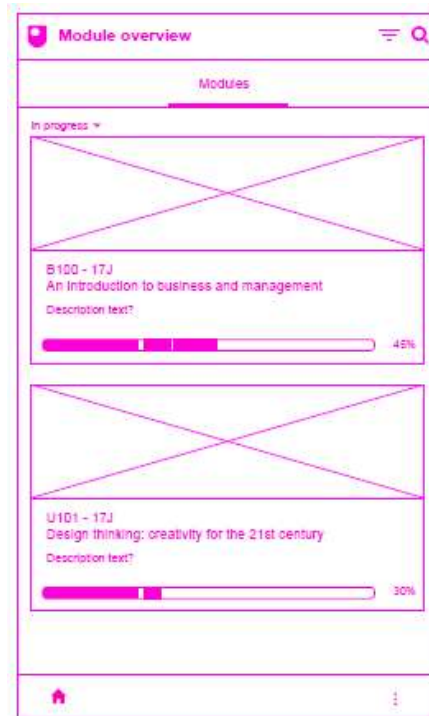 Module overview
Modules
In progress
B100 - 17J
An introduction to business and management
Description text?
45%
U101 - 17J
Design thinking: creativity for the 21st century
Description text?
30%